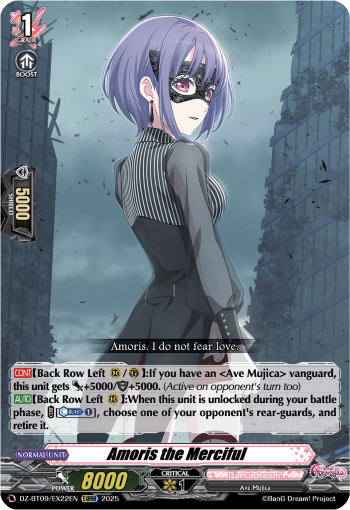 1
GRADE
BOOST
5000
SHIELD
Amoris. I do not fear love.
CONT【Back Row Left / 】:If you have an <Ave Mujica> vanguard,
this unit gets +5000/ +5000. (Active on opponent's turn too)
AUTO【Back Row Left 】:When this unit is unlocked during your battle
phase, [BLAST 1], choose one of your opponent's rear-guards, and
retire it.
NORMAL UNIT
Amoris the Merciful
POWER 8000
CRITICAL
1
BanG Dream!
Ave Mujica
DZ-BT09/EX22EN 2025
©BanG Dream! Project